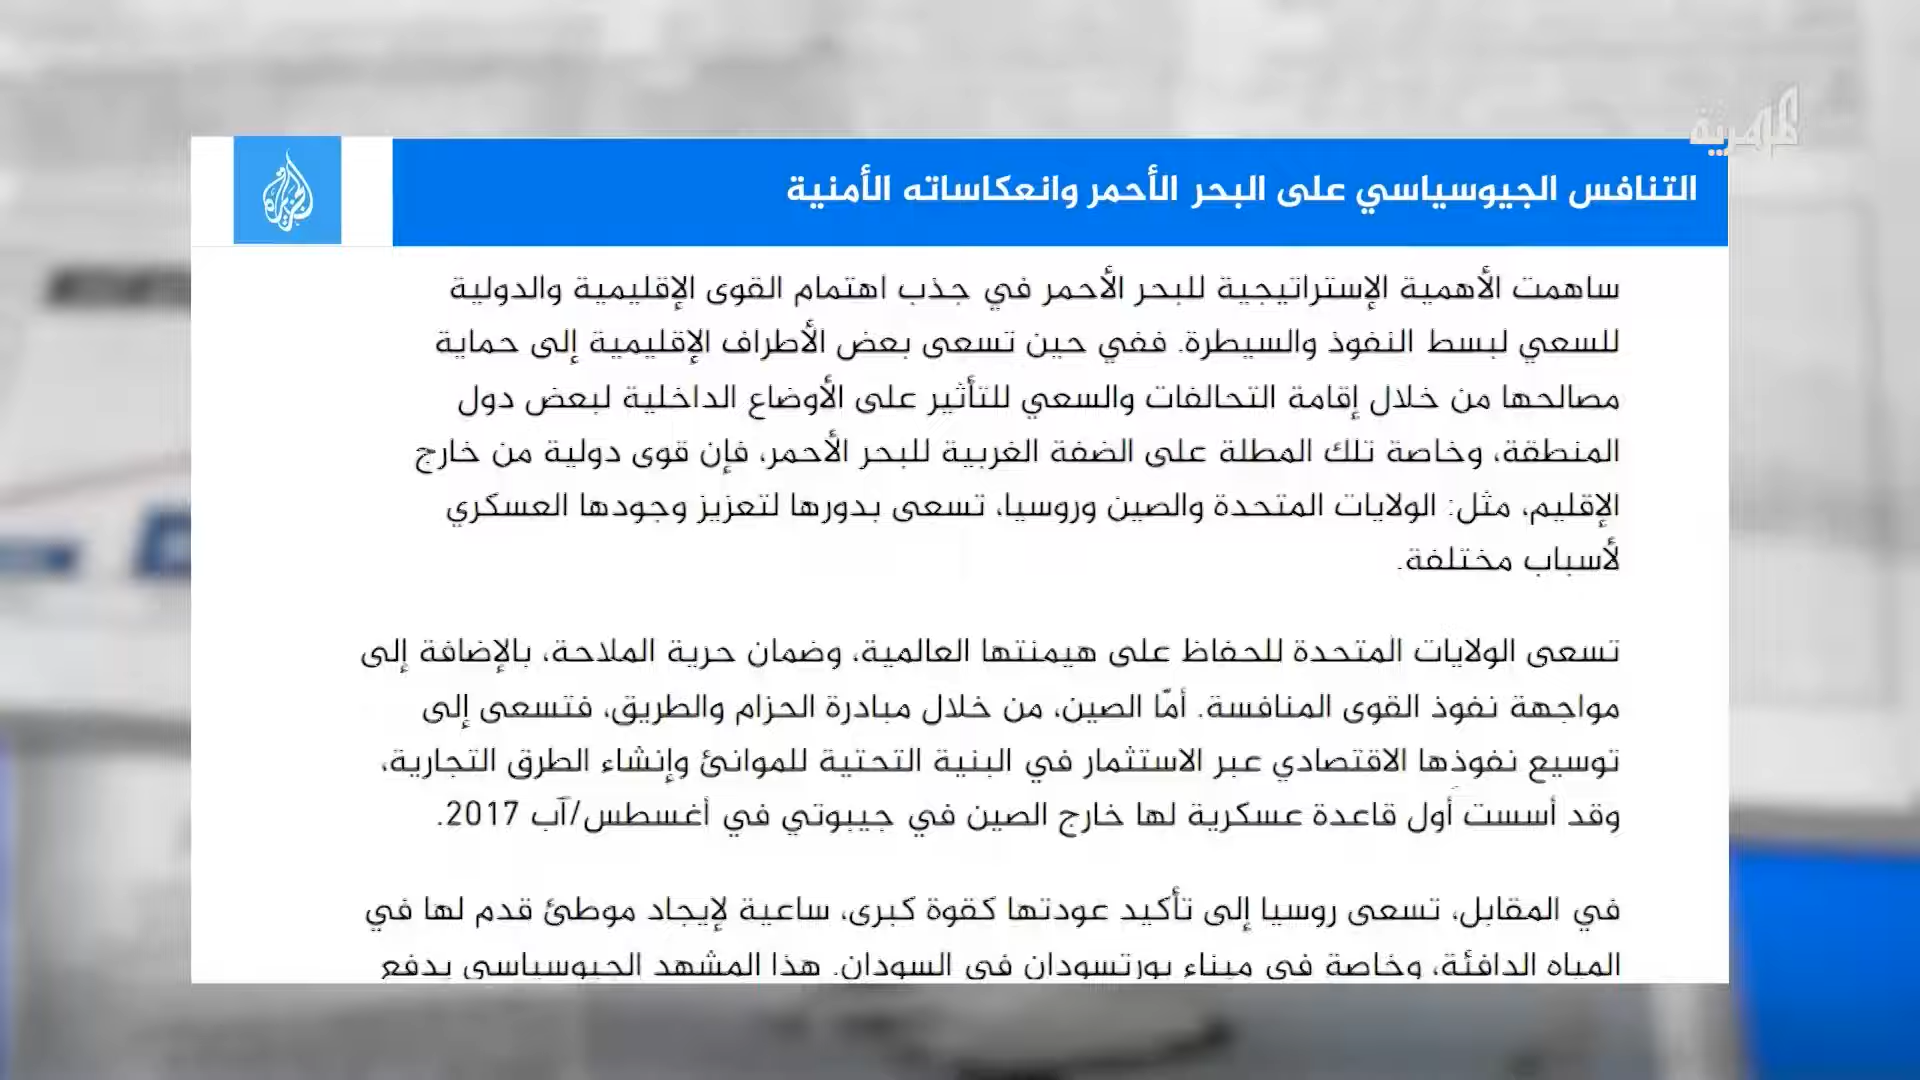 المهرية
التنافس الجيوسياسي على البحر الأحمر وانعكاساته الأمنية
الجزيرة
ساهمت الأهمية الإستراتيجية للبحر الأحمر في جذب اهتمام القوى الإقليمية والدولية
للسعي لبسط النفوذ والسيطرة. ففي حين تسعى بعض الأطراف الإقليمية إلى حماية
مصالحها من خلال إقامة التحالفات والسعي للتأثير على الأوضاع الداخلية لبعض دول
المنطقة، وخاصة تلك المطلة على الضفة الغربية للبحر الأحمر، فإن قوى دولية من خارج
الإقليم، مثل: الولايات المتحدة والصين وروسيا، تسعى بدورها لتعزيز وجودها العسكري
لأسباب مختلفة.
تسعى الولايات المتحدة للحفاظ على هيمنتها العالمية، وضمان حرية الملاحة، بالإضافة إلى
مواجهة نفوذ القوى المنافسة. أمّا الصين، من خلال مبادرة الحزام والطريق، فتسعى إلى
توسيع نفوذها الاقتصادي عبر الاستثمار في البنية التحتية للموانئ وإنشاء الطرق التجارية،
وقد أسست أول قاعدة عسكرية لها خارج الصين في جيبوتي في أغسطس/آب 2017.
في المقابل، تسعى روسيا إلى تأكيد عودتها كقوة كبرى، ساعية لإيجاد موطئ قدم لها في
المياه الدافئة، وخاصة في ميناء بورتسودان في السودان. هذا المشهد الجيوسياسي يدفع